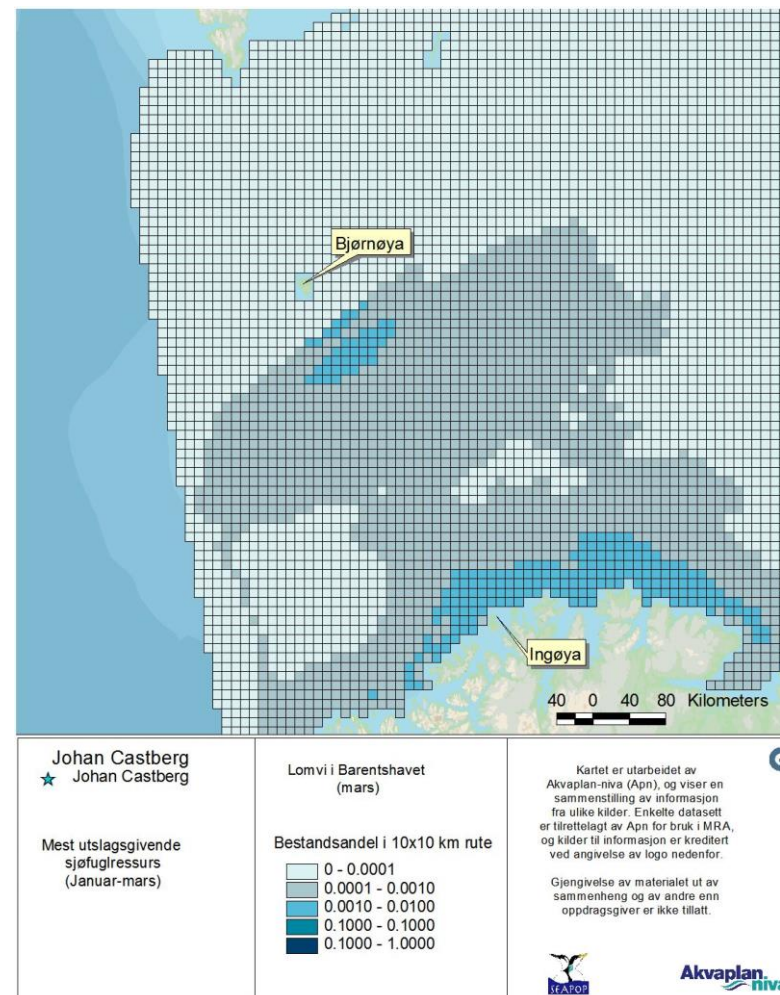 Bjørnøya
Ingøya
40 0 40 80 Kilometers
Johan Castberg
Johan Castberg
Mest utslagsgivende
sjøfuglressurs
(Januar-mars)
Lomvi i Barentshavet
(mars)
Bestandsandel i 10x10 km rute
0 - 0.0001
0.0001 - 0.0010
0.0010 - 0.0100
0.1000 - 0.1000
0.1000 - 1.0000
Kartet er utarbeidet av
Akvaplan-niva (Apn), og viser en
sammenstilling av informasjon
fra ulike kilder. Enkelte datasett
er tilrettelagt av Apn for bruk i MRA,
og kilder til informasjon er kreditert
ved angivelse av logo nedenfor.
Gjengivelse av materialet ut av
sammenheng og av andre enn
oppdragsgiver er ikke tillatt.
SEAPOP
Akvaplan
niva